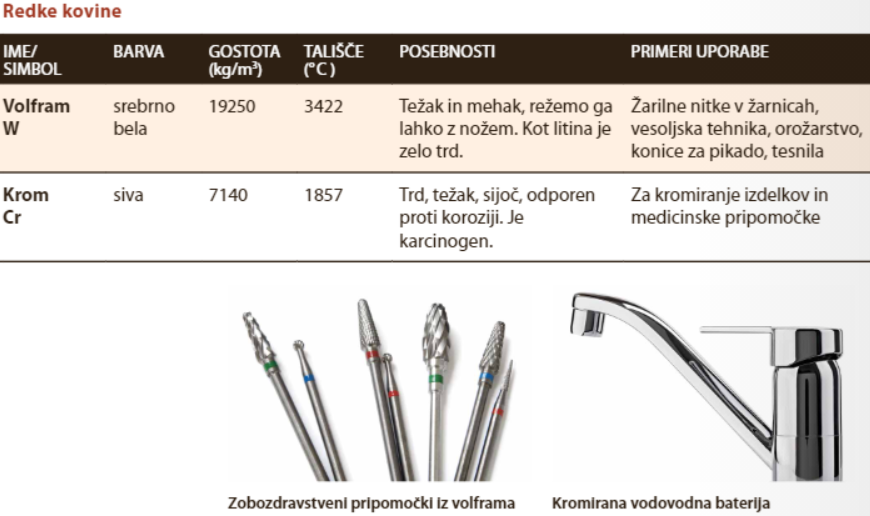 Redke kovine
IME/ SIMBOL
BARVA
GOSTOTA (kg/m³)
TALIŠČE (°C )
POSEBNOSTI
PRIMERI UPORABE
Volfram W
srebrno bela
19250
3422
Težak in mehak, režemo ga
lahko z nožem. Kot litina je
zelo trd.
Žarilne nitke v žarnicah,
vesoljska tehnika, orožarstvo,
konice za pikado, tesnila
Krom Cr
siva
7140
1857
Trd, težak, sijoč, odporen
proti koroziji. Je
karcinogen.
Za kromiranje izdelkov in
medicinske pripomočke
Zobozdravstveni pripomočki iz volframa
Kromirana vodovodna baterija